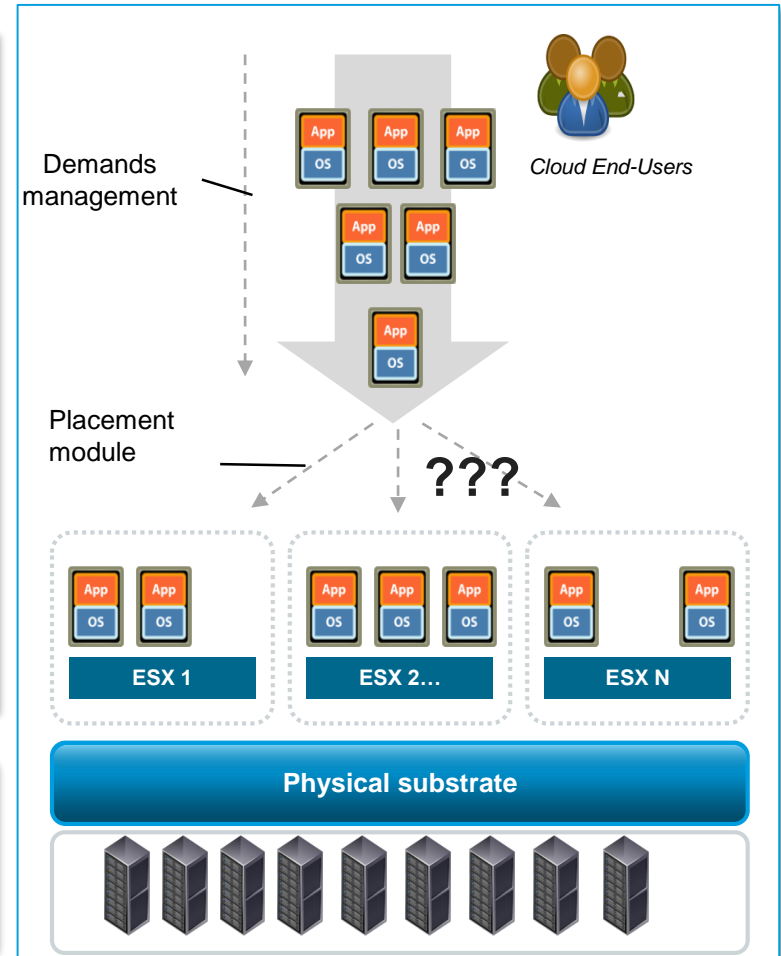 App App App
OS OS OS
Demands
management
Cloud End-Users
App App
OS OS
App
OS
Placement
module
???
App App App App App App App
OS OS OS OS OS OS OS
ESX 1 ESX 2… ESX N
Physical substrate